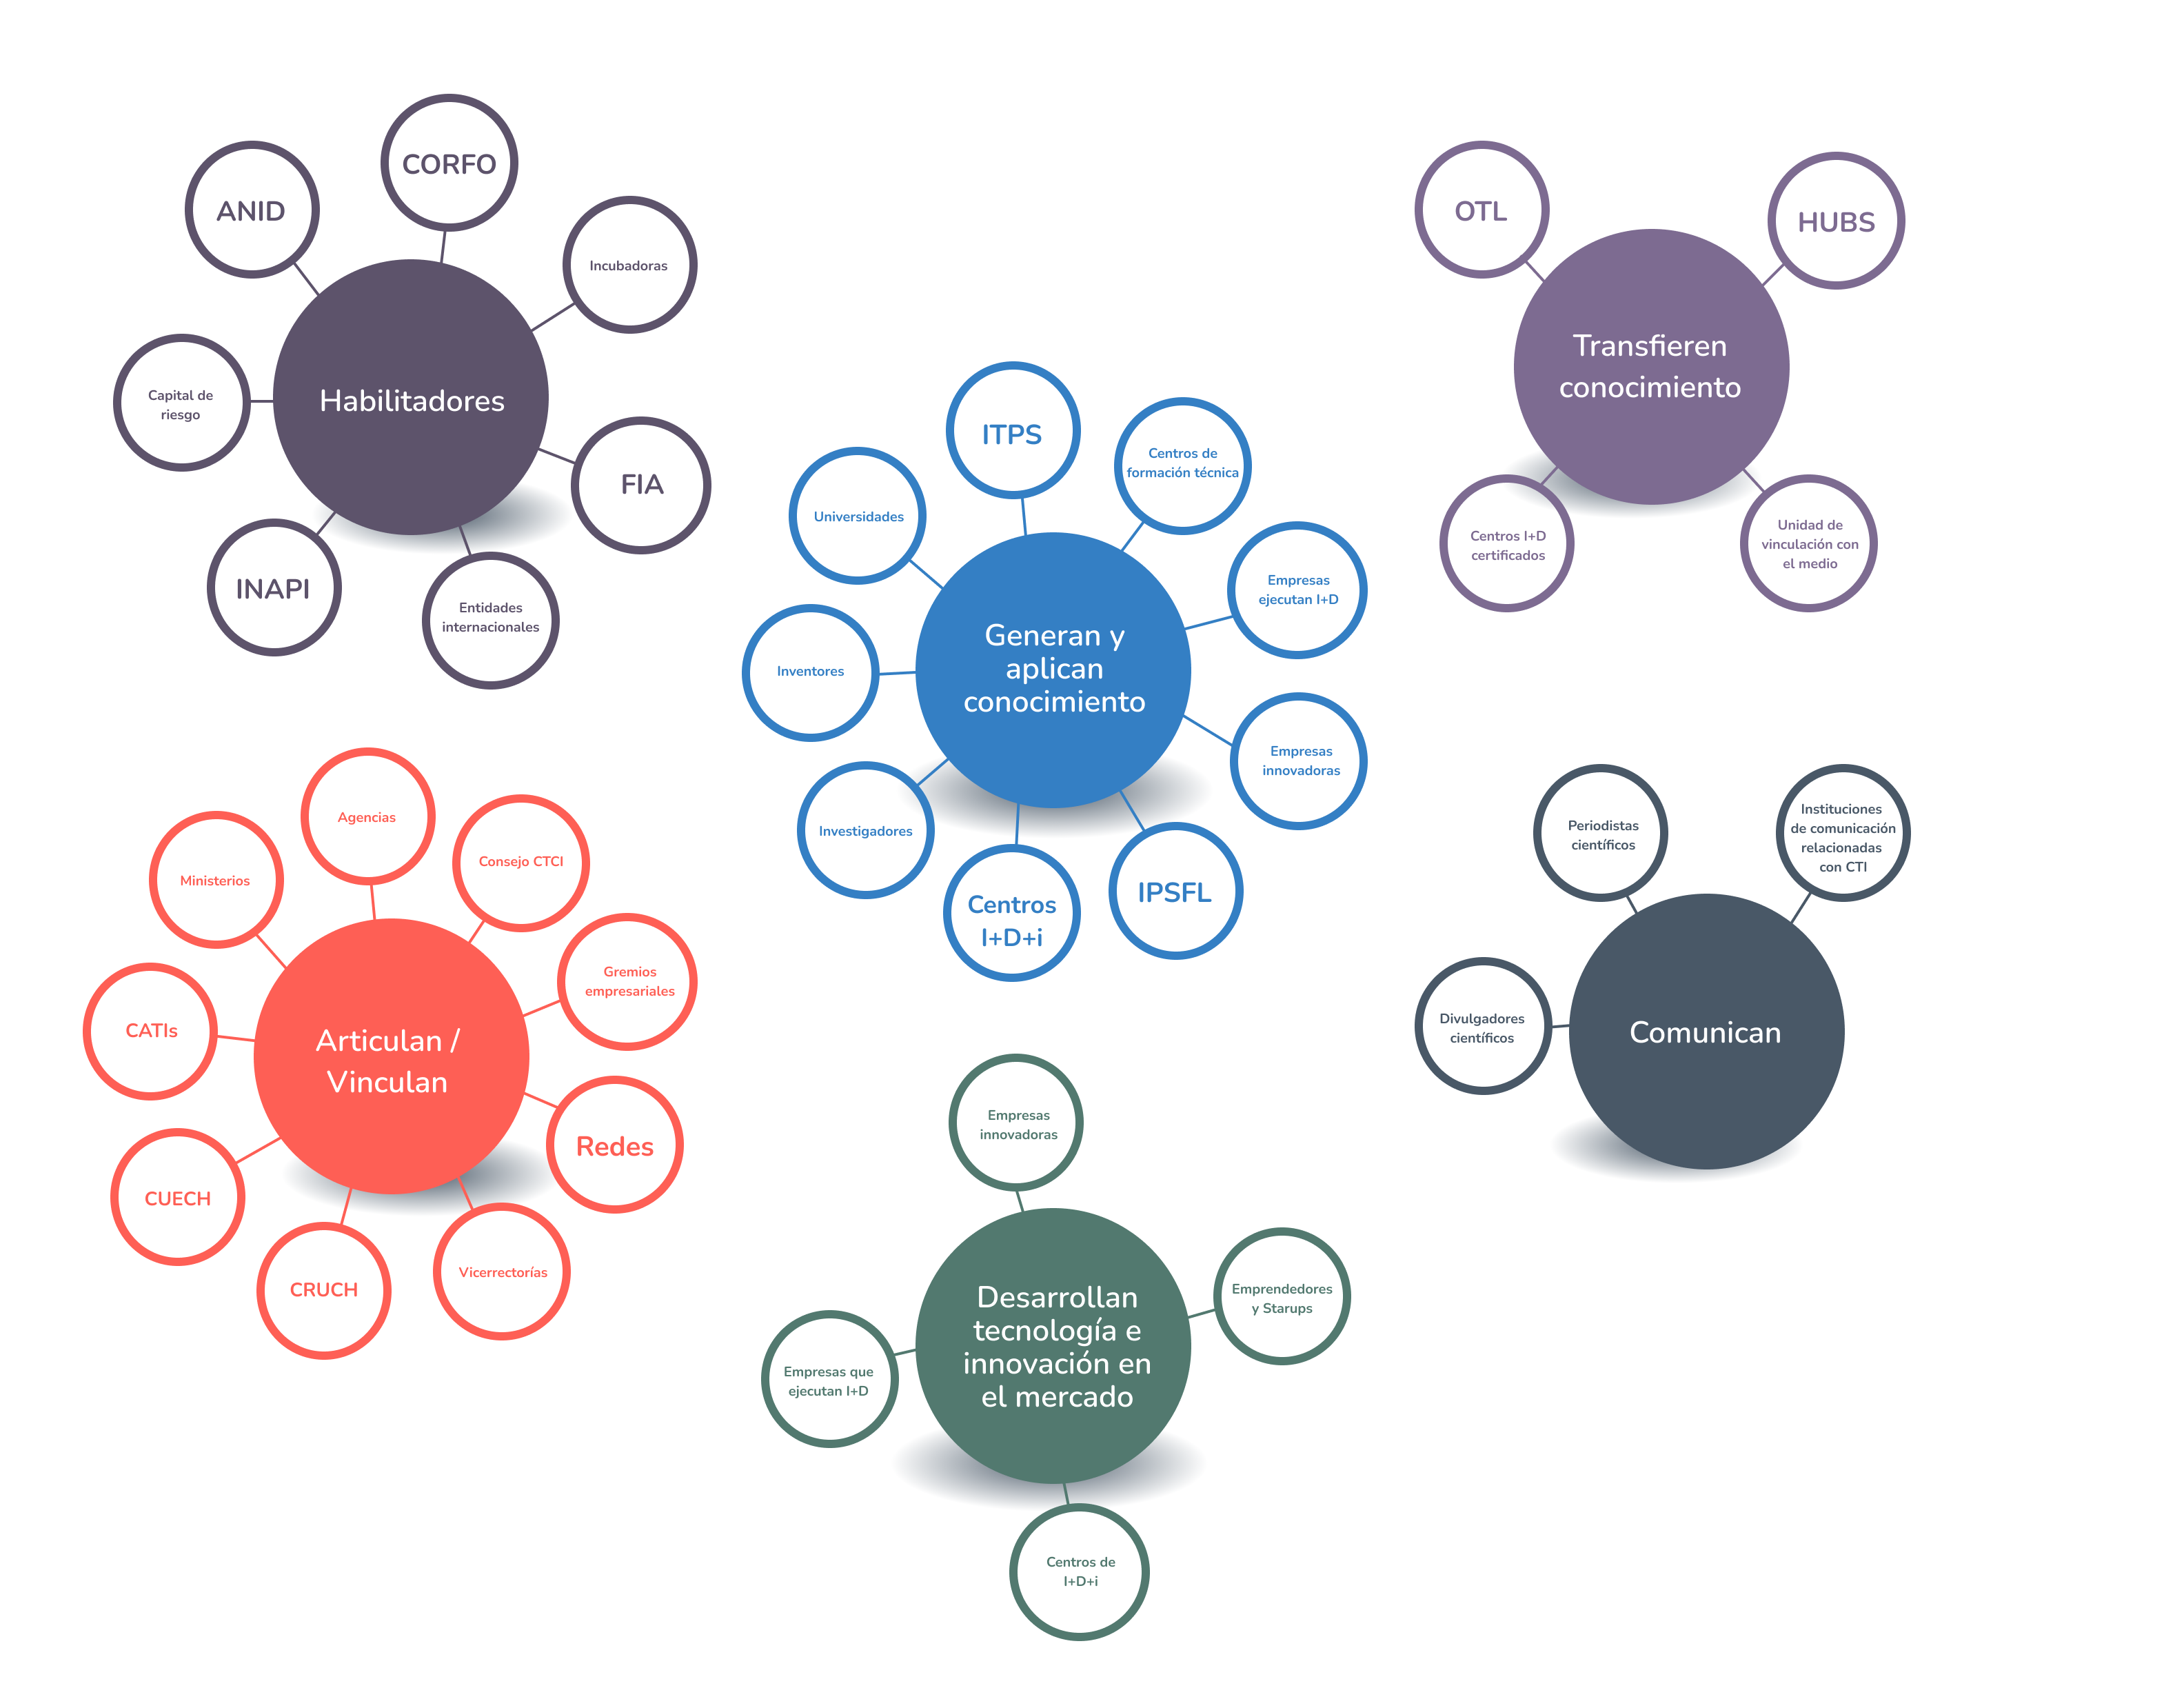 CORFO
ANID
Incubadoras
Capital de
riesgo
Habilitadores
FIA
INAPI
Entidades
internacionales
OTL
HUBS
Transfieren
conocimiento
Centros I+D
certificados
Unidad de
vinculación con
el medio
ITPS
Centros de
formación técnica
Universidades
Empresas
ejecutan I+D
Generan y
aplican
conocimiento
Inventores
Empresas
innovadoras
Investigadores
IPSFL
Centros
I+D+i
Agencias
Consejo CTCI
Ministerios
Gremios
empresariales
CATIs
Articulan /
Vinculan
Redes
CUECH
CRUCH
Vicerrectorías
Periodistas
científicos
Instituciones
de comunicación
relacionadas
con CTI
Divulgadores
científicos
Comunican
Empresas
innovadoras
Emprendedores
y Starups
Desarrollan
tecnología e
innovación en
el mercado
Empresas que
ejecutan I+D
Centros de
I+D+i